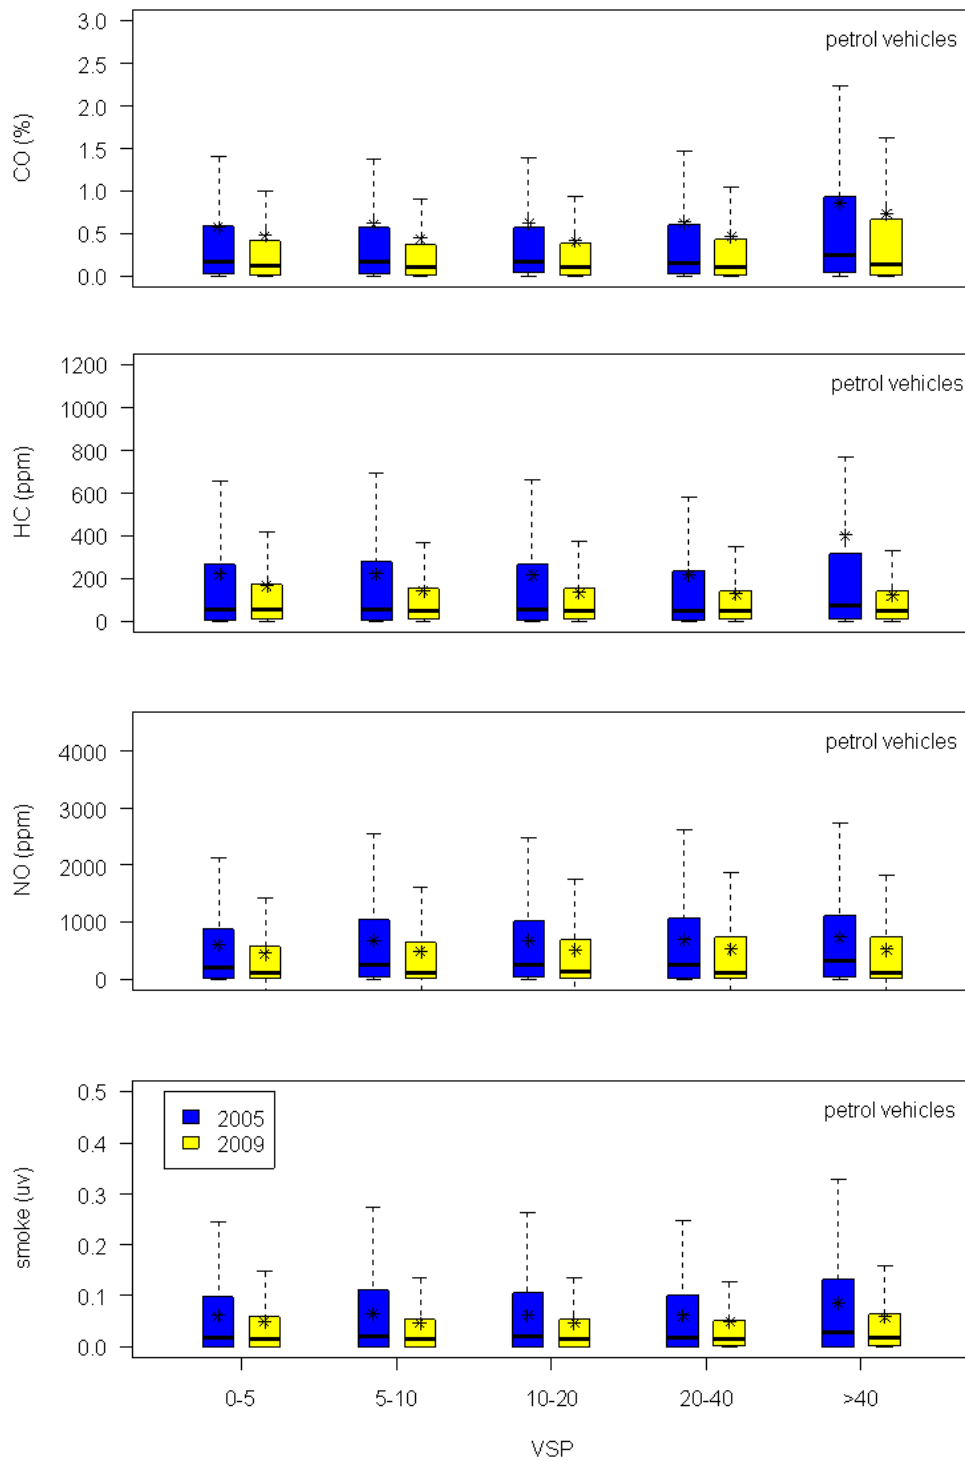 petrol vehicles
CO (%)
3.0
2.5
2.0
1.5
1.0
0.5
0.0
petrol vehicles
HC (ppm)
1200
1000
800
600
400
200
0
petrol vehicles
NO (ppm)
4000
3000
2000
1000
0
petrol vehicles
smoke (uv)
0.5
0.4
0.3
0.2
0.1
0.0
2005
2009
0-5 5-10 10-20 20-40 >40
VSP